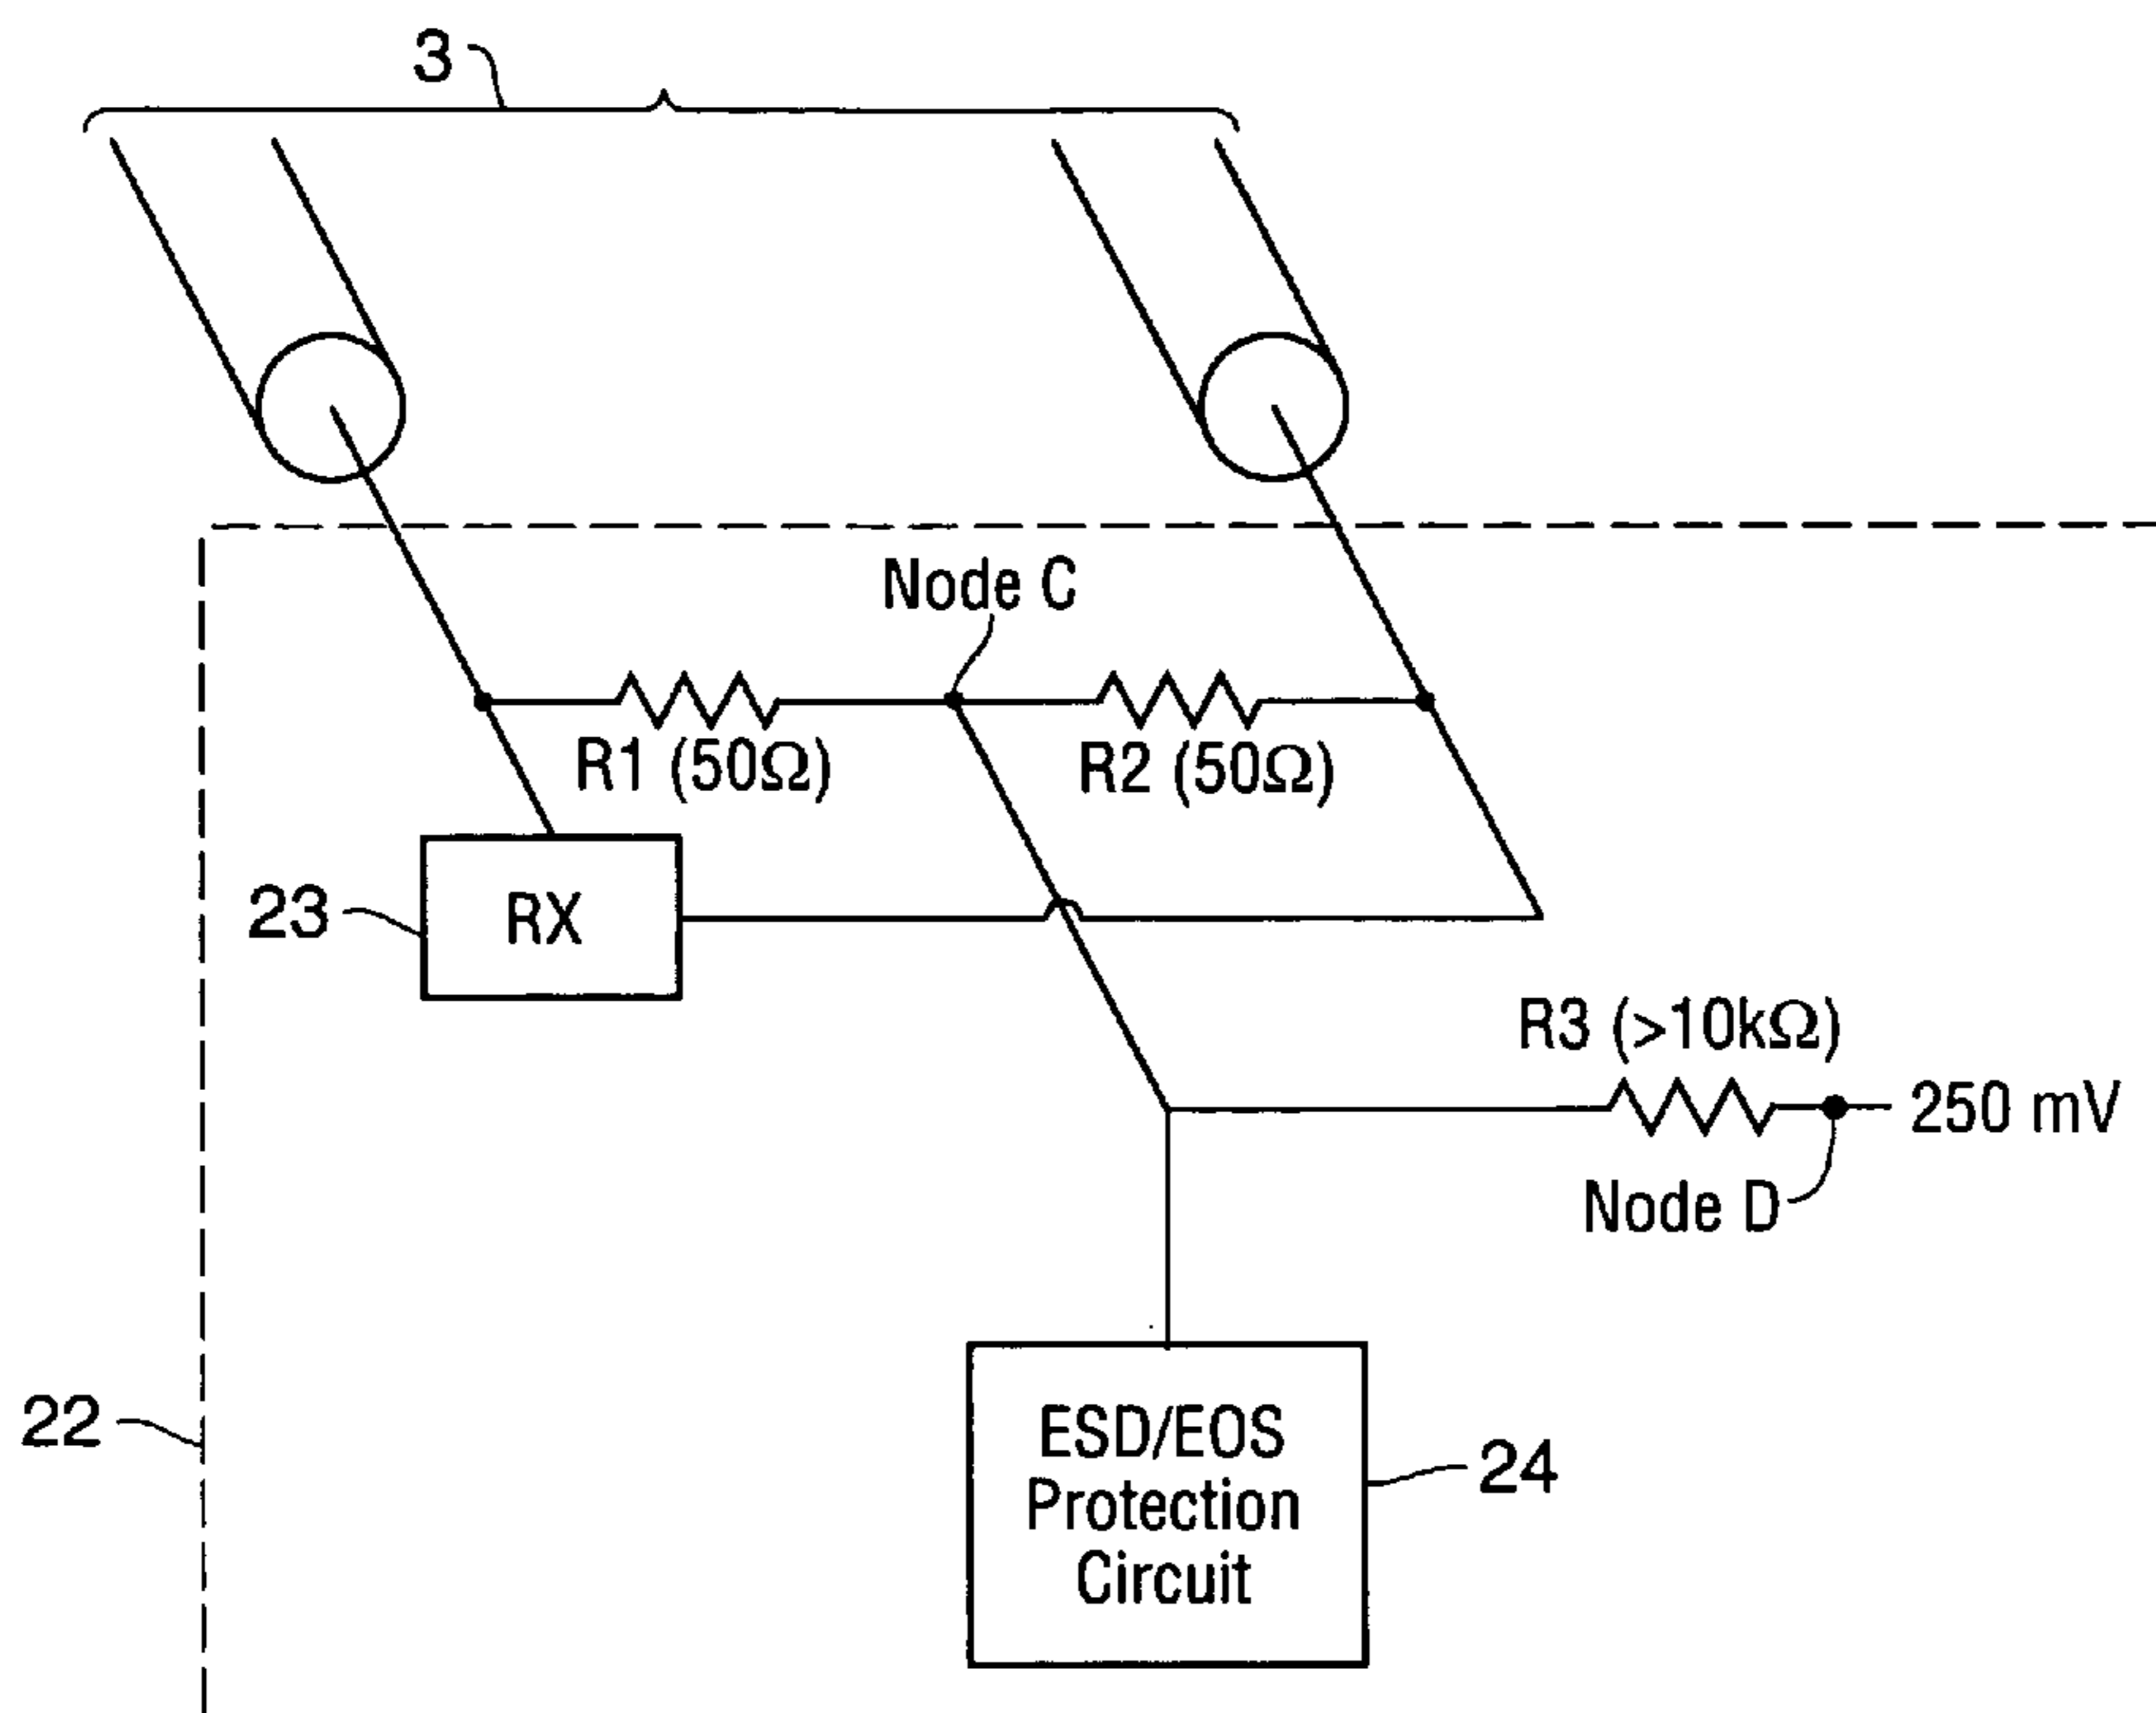 3
Node C
R1 (50Ω)
R2 (50Ω)
23
RX
R3 (>10kΩ)
250 mV
Node D
22
ESD/EOS
Protection
Circuit
24